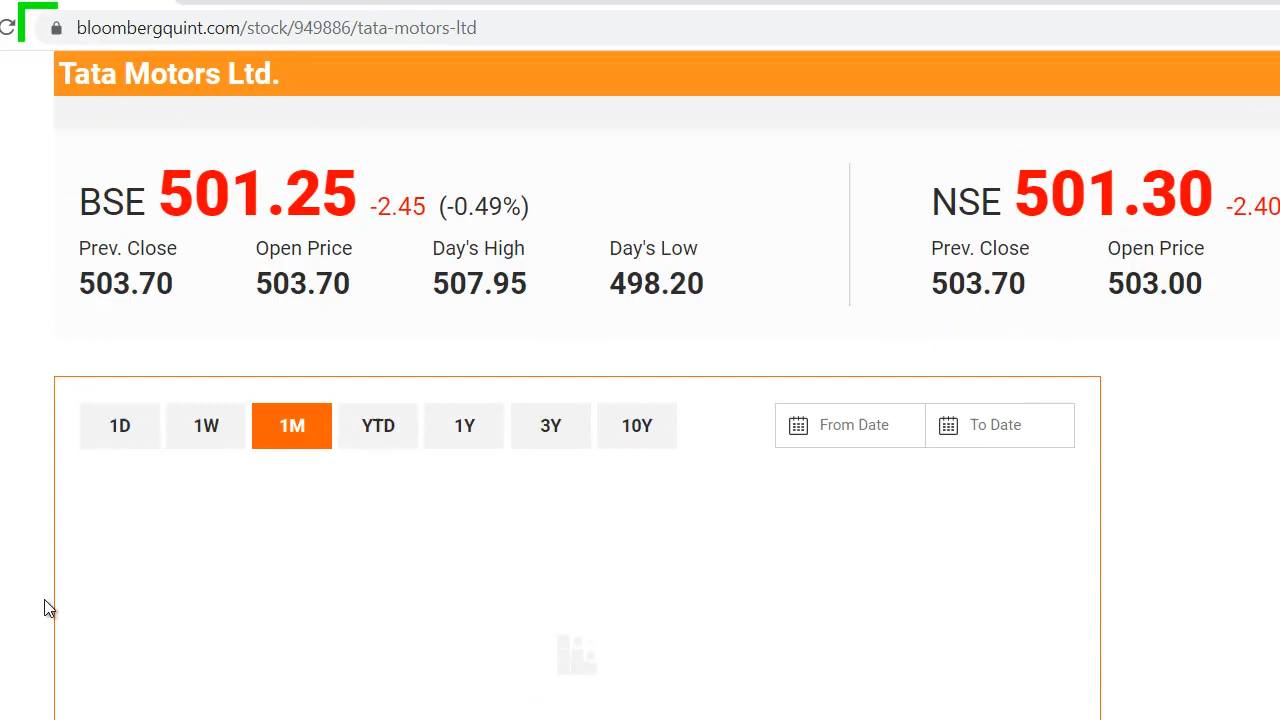 bloombergquint.com/stock/949886/tata-motors-ltd
Tata Motors Ltd.
BSE 501.25 -2.45 (-0.49%)
Prev. Close Open Price Day's High Day's Low
503.70 503.70 507.95 498.20
NSE 501.30 -2.40
Prev. Close Open Price
503.70 503.00
1D 1W 1M YTD 1Y 3Y 10Y From Date To Date